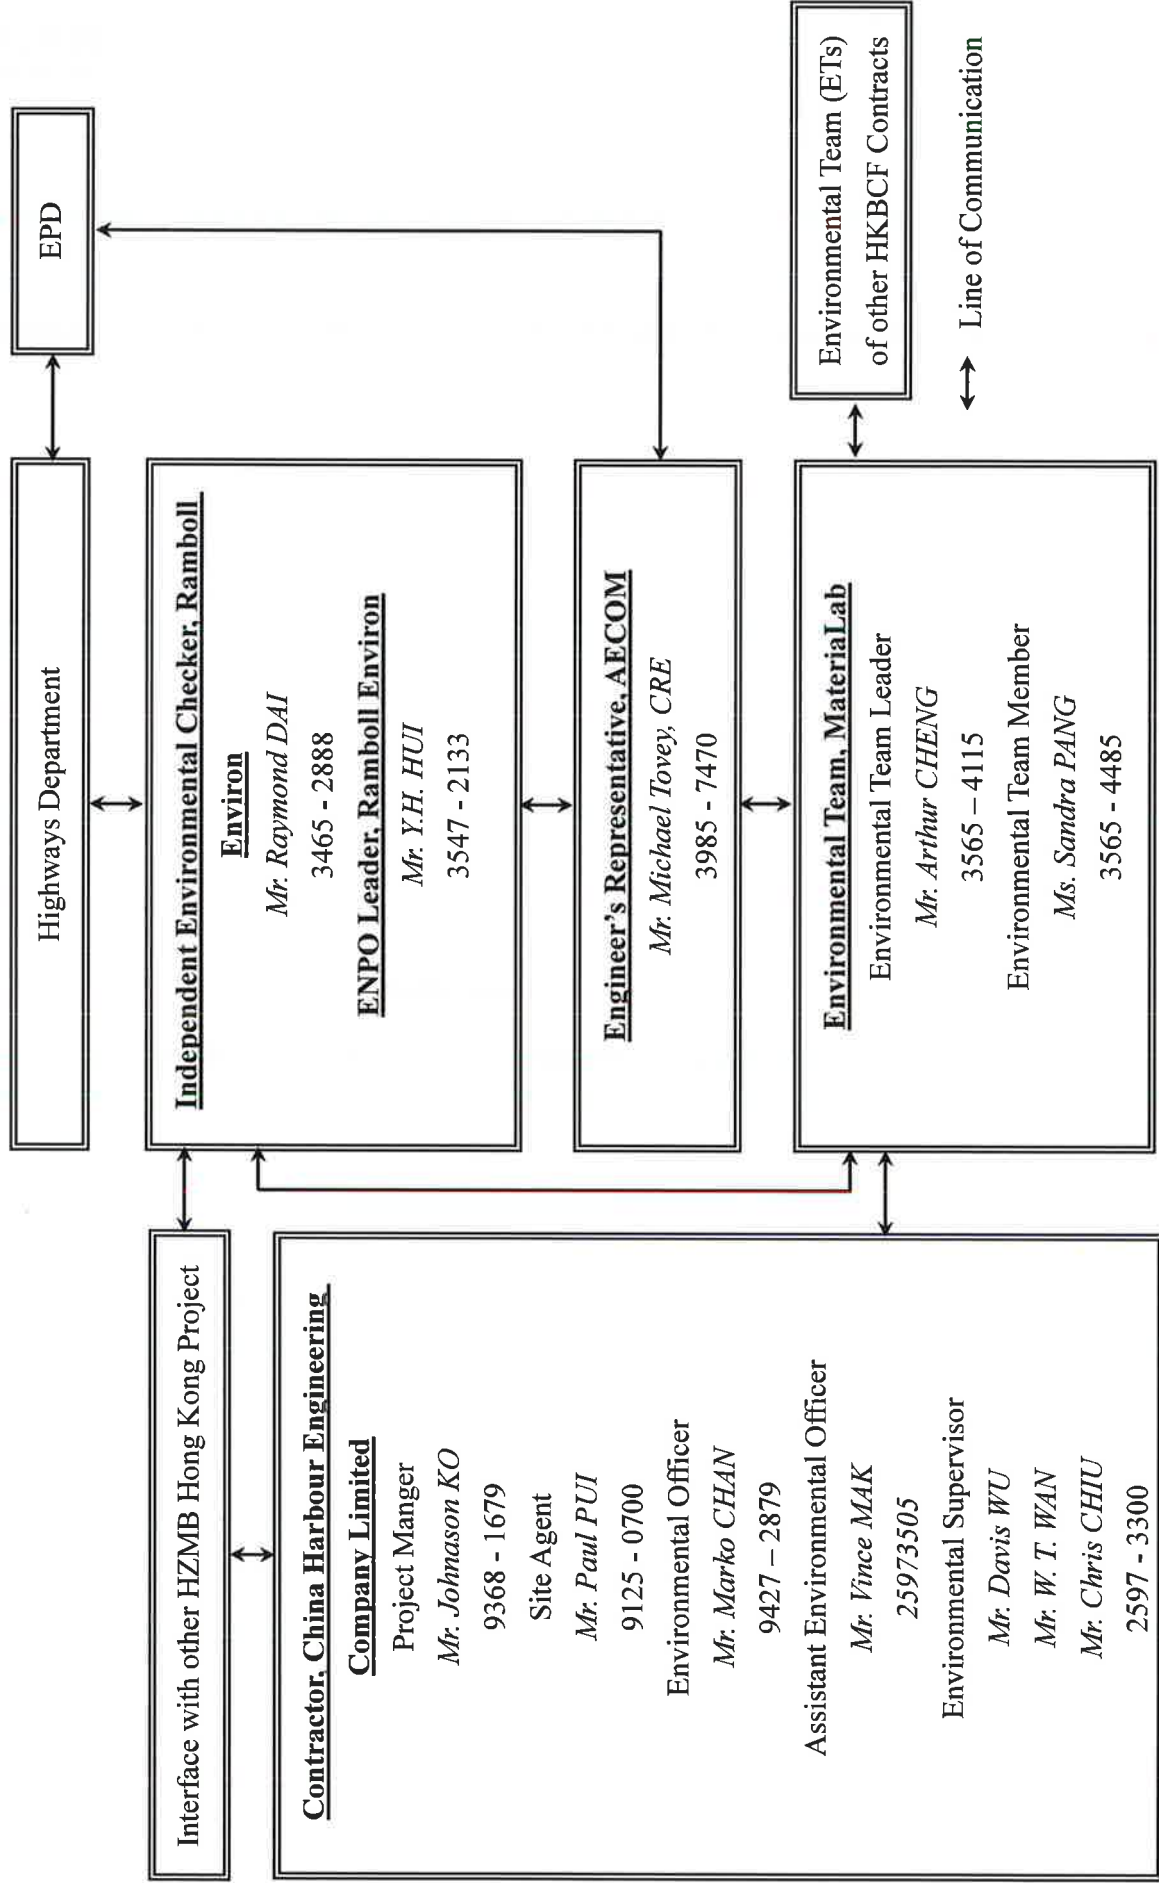 Highways Department
EPD
Interface with other HZMB Hong Kong Project
Independent Environmental Checker, Ramboll
Environ
Mr. Raymond DAI
3465 - 2888
ENPO Leader, Ramboll Environ
Mr. Y.H. HUI
3547 - 2133
Contractor, China Harbour Engineering
Company Limited
Project Manger
Mr. Johnason KO
9368 - 1679
Site Agent
Mr. Paul PUI
9125 - 0700
Environmental Officer
Mr. Marko CHAN
9427 – 2879
Assistant Environmental Officer
Mr. Vince MAK
25973505
Environmental Supervisor
Mr. Davis WU
Mr. W. T. WAN
Mr. Chris CHIU
2597 - 3300
Engineer’s Representative, AECOM
Mr. Michael Tovey, CRE
3985 - 7470
Environmental Team, MateriaLab
Environmental Team Leader
Mr. Arthur CHENG
3565 – 4115
Environmental Team Member
Ms. Sandra PANG
3565 - 4485
Environmental Team (ETs)
of other HKBCF Contracts
Line of Communication